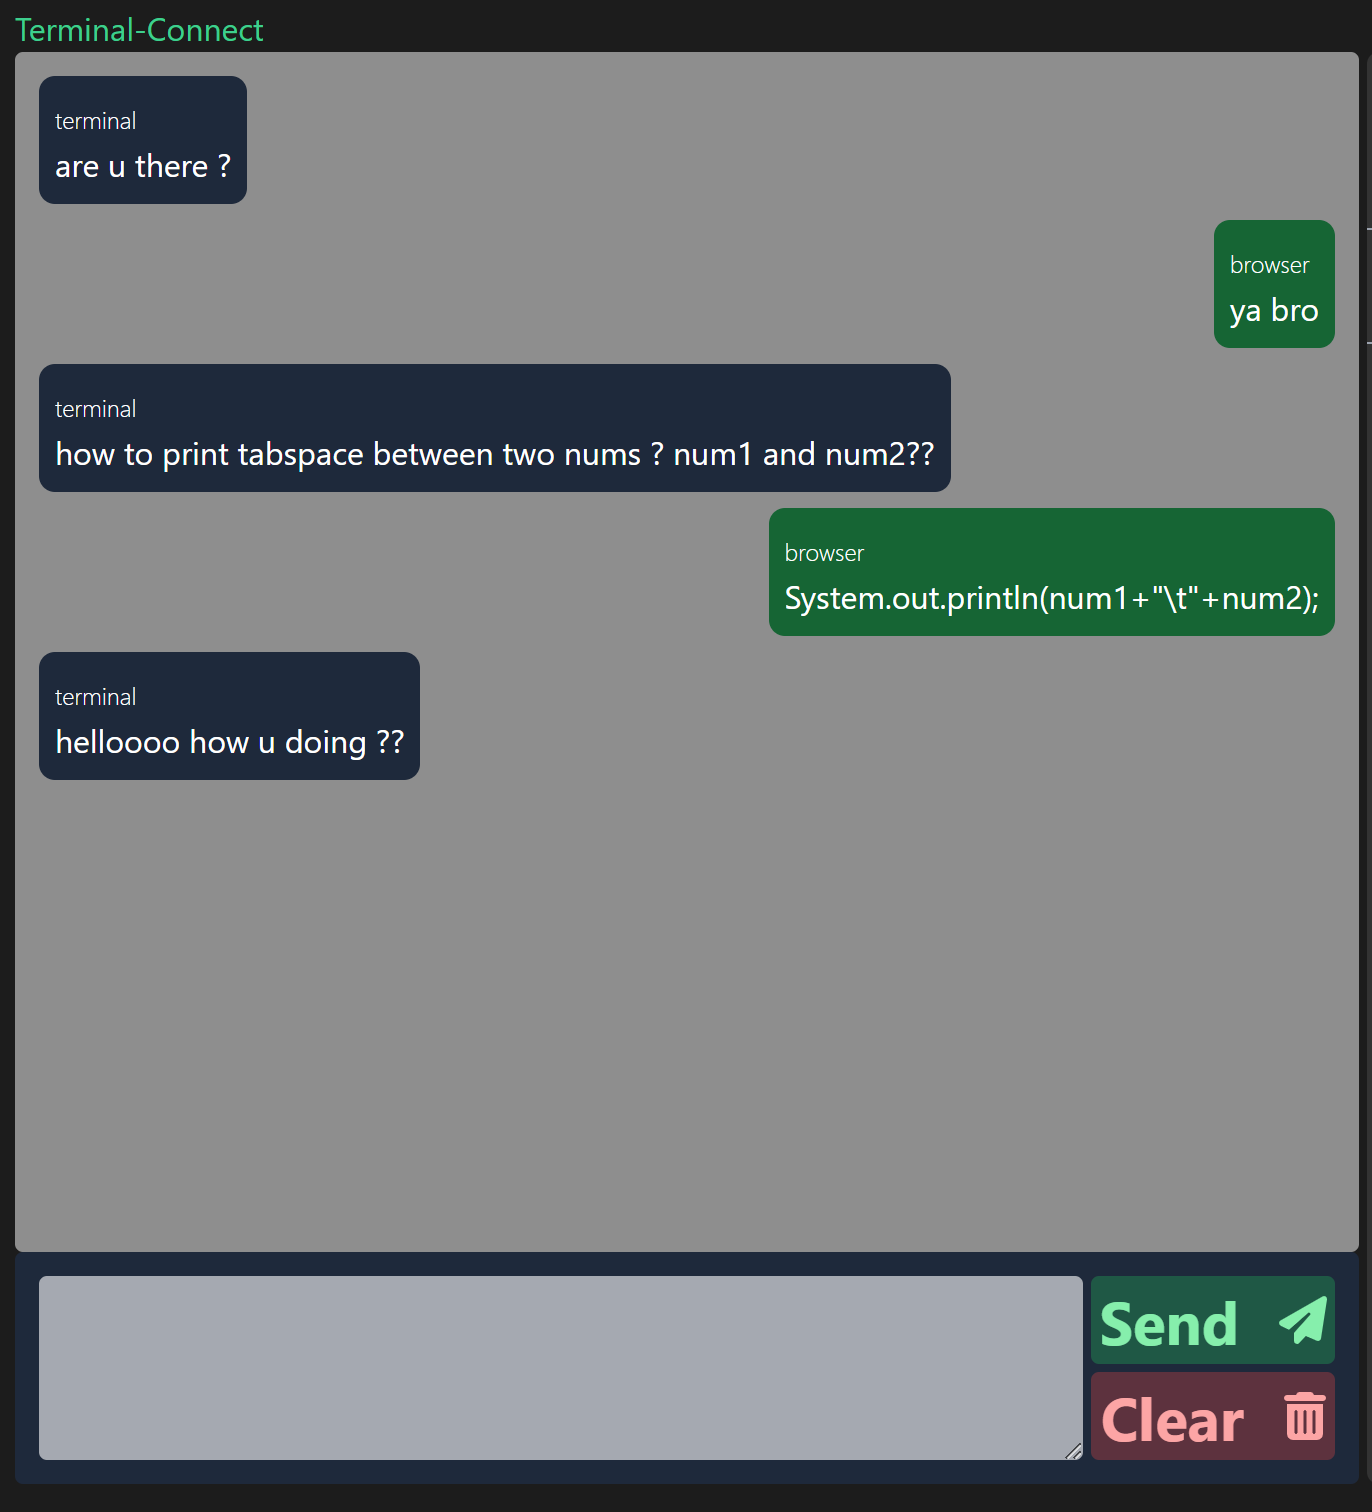 Terminal-Connect
terminal
are u there ?
browser
ya bro
terminal
how to print tabspace between two nums ? num1 and num2??
browser
System.out.println(num1+"\t"+num2);
terminal
helloooo how u doing ??
Send
Clear